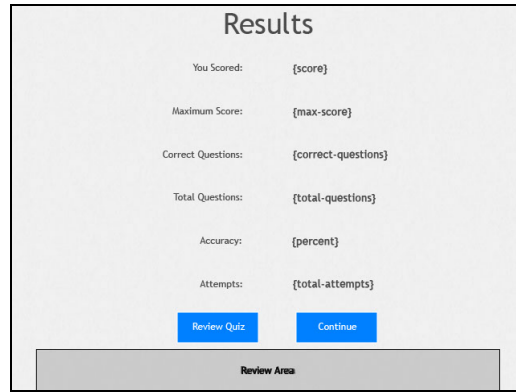 Results
You Scored: {score}
Maximum Score: {max-score}
Correct Questions: {correct-questions}
Total Questions: {total-questions}
Accuracy: {percent}
Attempts: {total-attempts}
Review Quiz Continue
Review Area